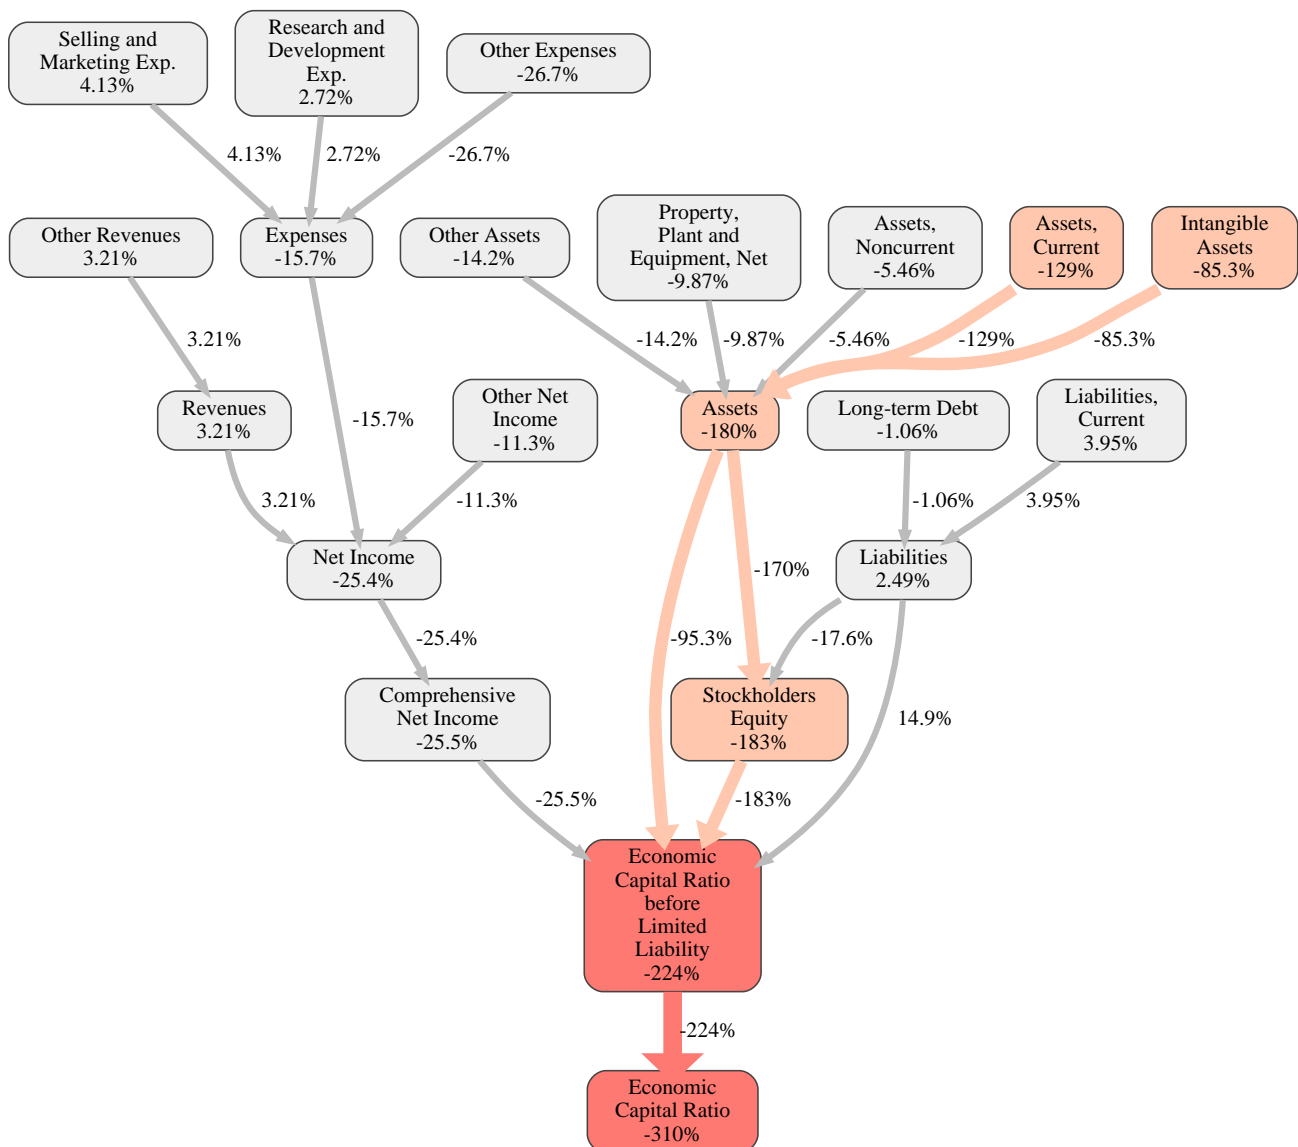 Selling and
Marketing Exp.
4.13%
Research and
Development
Exp.
2.72%
Other Expenses
-26.7%
4.13%
2.72%
-26.7%
Other Revenues
3.21%
Expenses
-15.7%
Other Assets
-14.2%
Property,
Plant and
Equipment, Net
-9.87%
Assets,
Noncurrent
-5.46%
Assets,
Current
-129%
Intangible
Assets
-85.3%
3.21%
-15.7%
-14.2%
-9.87%
-5.46%
-129%
-85.3%
Revenues
3.21%
Other Net
Income
-11.3%
Assets
-180%
Long-term Debt
-1.06%
Liabilities,
Current
3.95%
3.21%
-11.3%
-1.06%
3.95%
Net Income
-25.4%
Liabilities
2.49%
-170%
-25.4%
-95.3%
-17.6%
14.9%
Comprehensive
Net Income
-25.5%
Stockholders
Equity
-183%
-25.5%
-183%
Economic
Capital Ratio
before
Limited
Liability
-224%
-224%
Economic
Capital Ratio
-310%